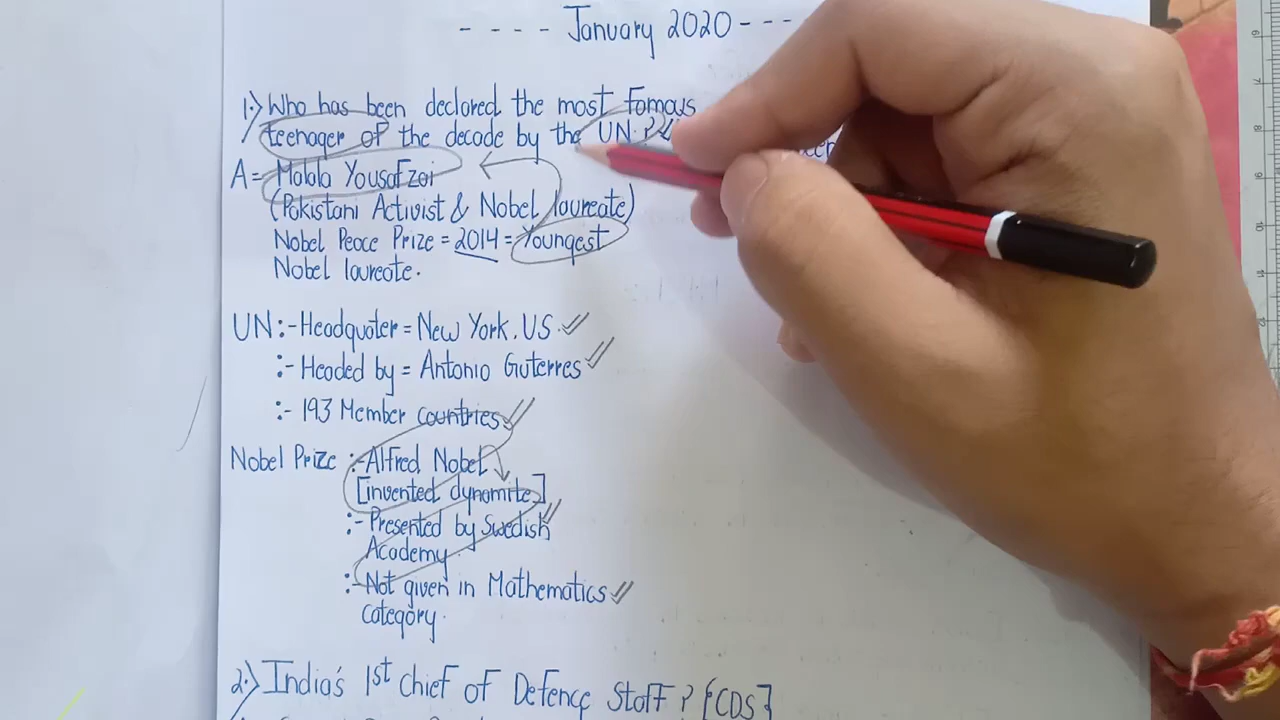 ---- January 2020 ---
1.) Who has been declared the most famous
teenager of the decade by the UN?
A = Malala Yousafzai
(Pakistani Activist & Nobel laureate)
Nobel Peace Prize = 2014 = Youngest
Nobel laureate.
UN :- Headquater = New York. US
:- Headed by = Antonio Guterres
:- 193 Member countries
Nobel Prize :- Alfred Nobel
[invented dynamite]
:- Presented by Swedish
Academy
:- Not given in Mathematics
category.
2.) India's 1st Chief of Defence Staff? {CDS}